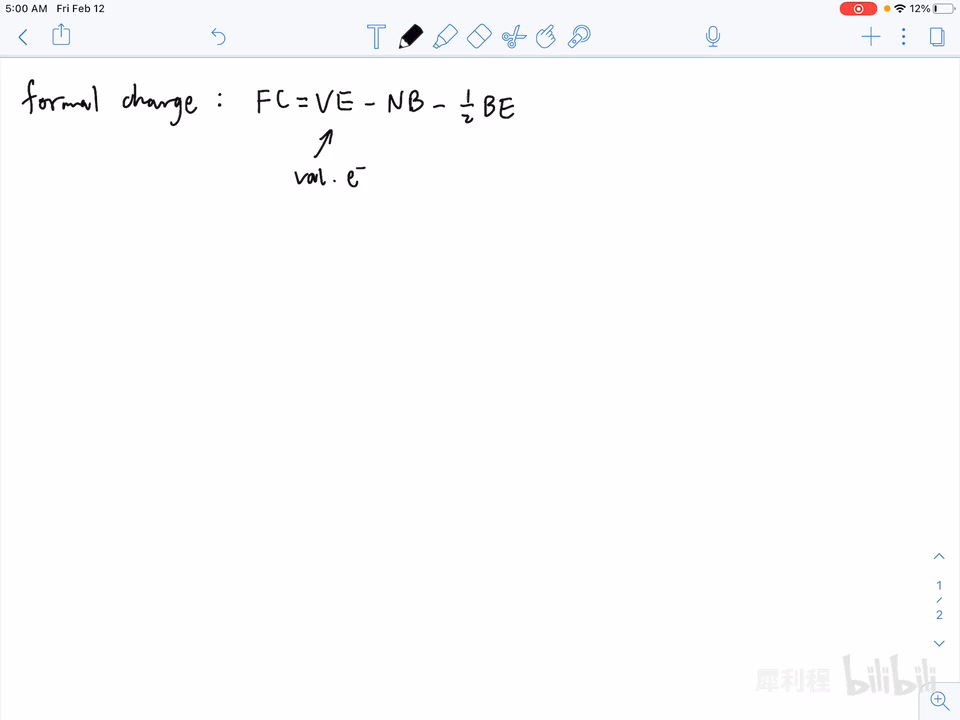 5:00 AM Fri Feb 12
12%
T
formal charge : FC = VE - NB - 1/2 BE
val. e⁻
1
/
2
犀利程 bilibili